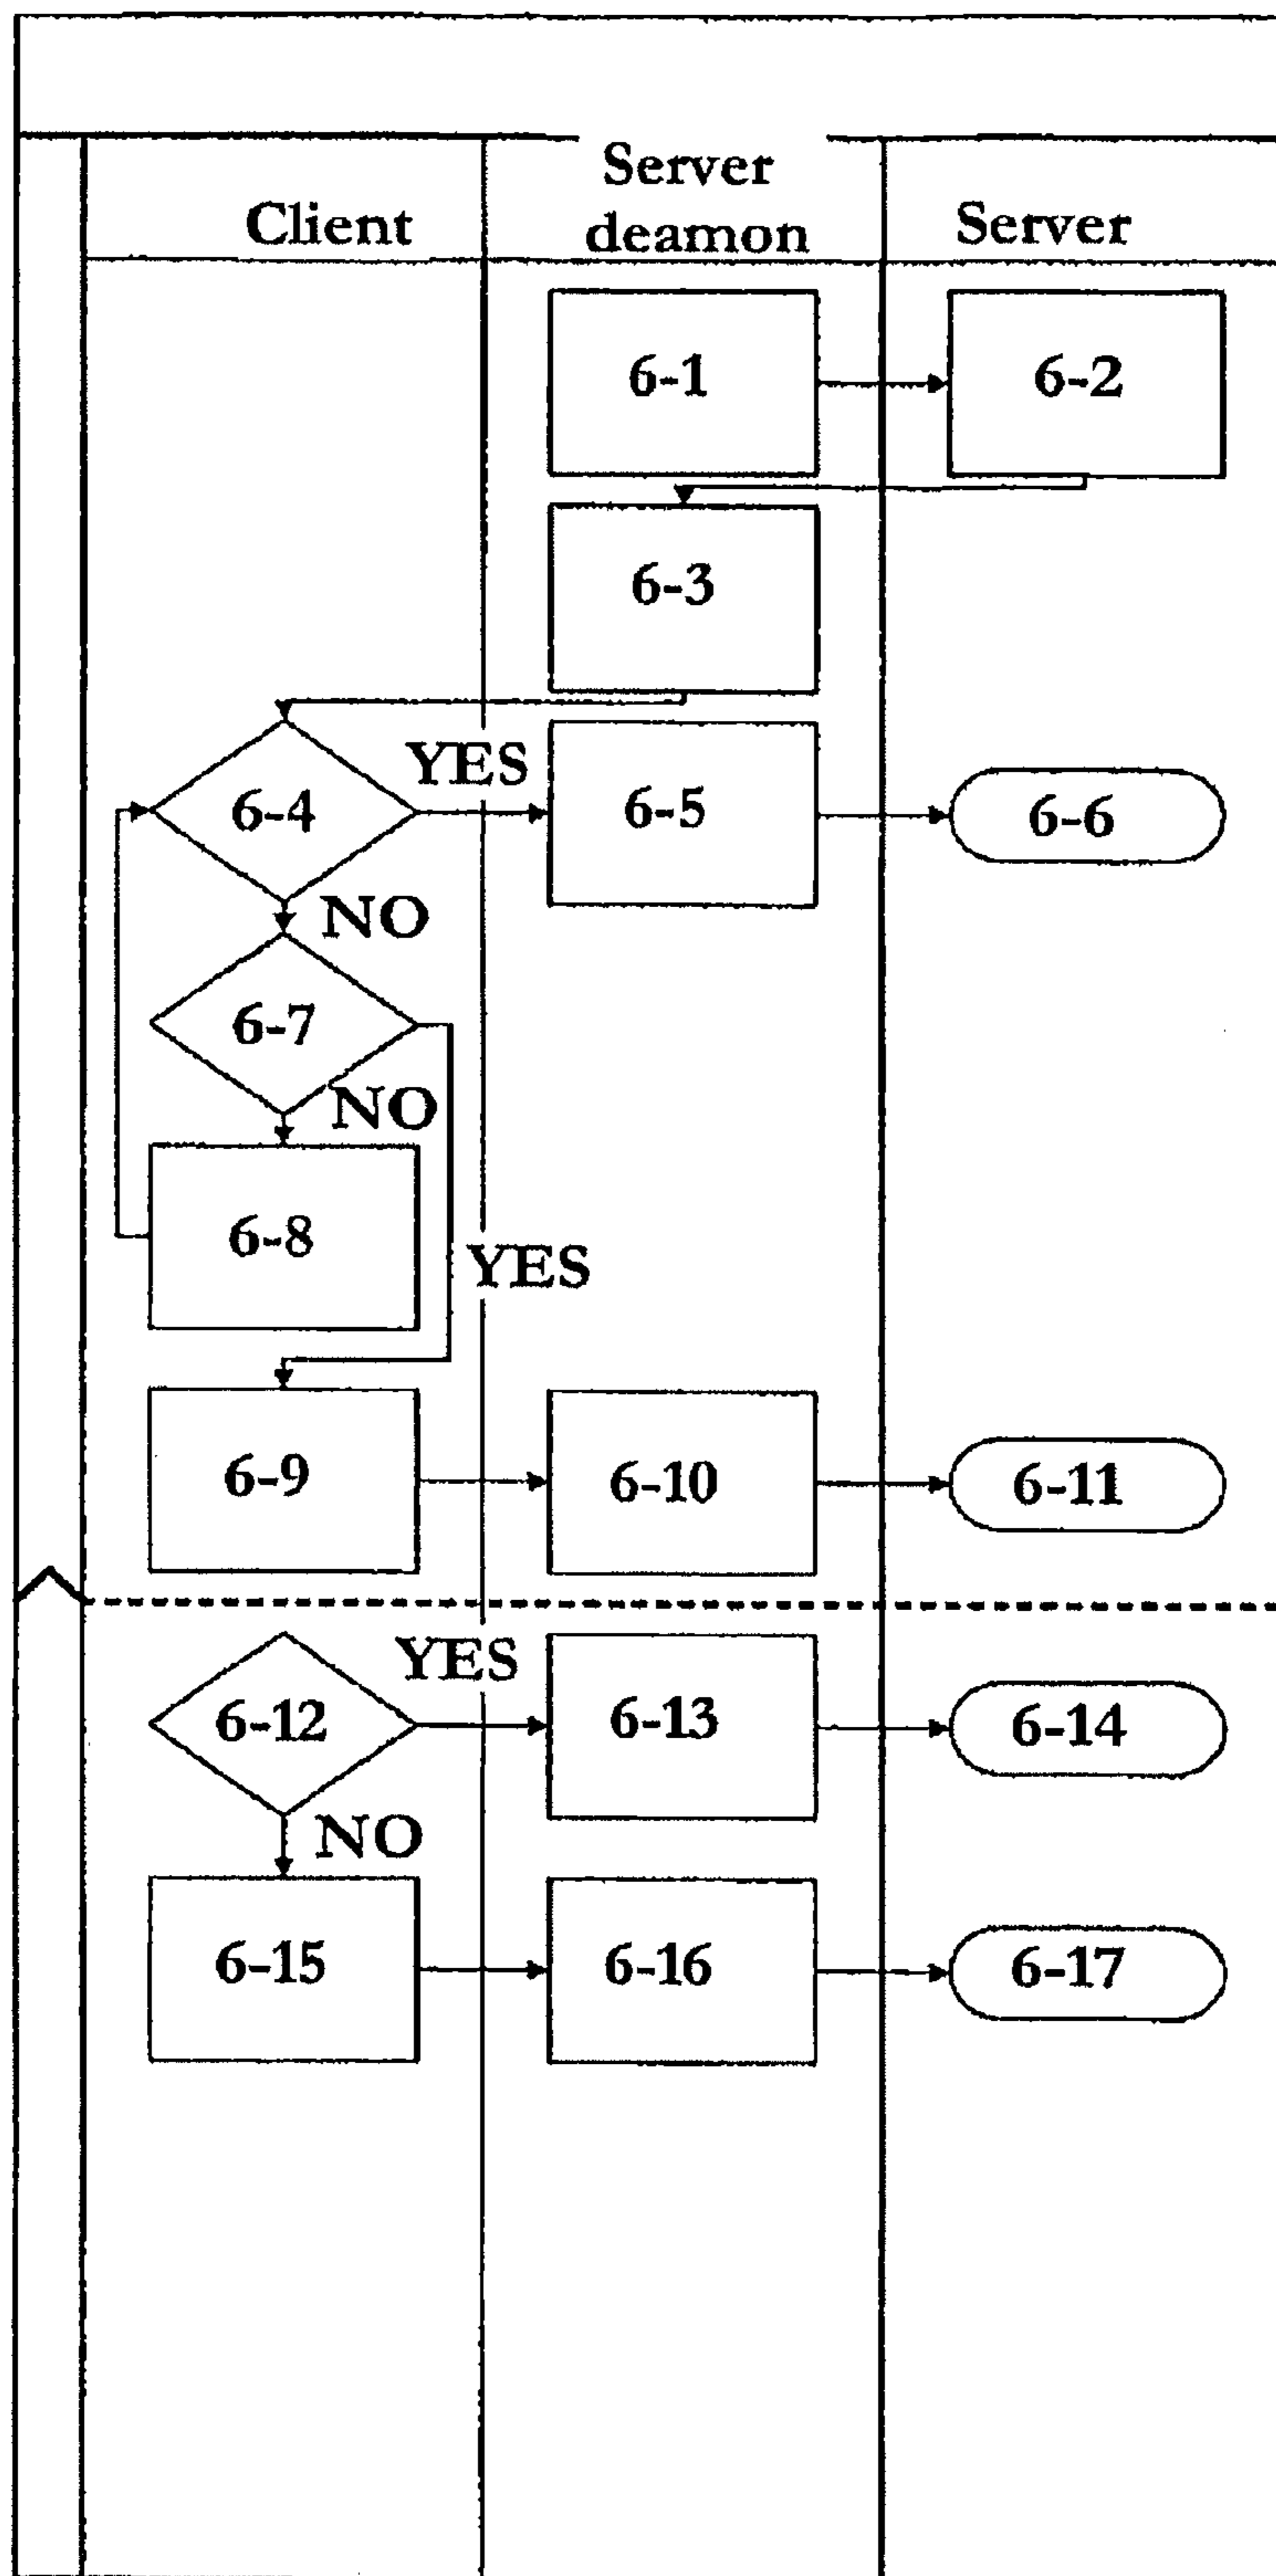 Client
Server
deamon
Server
6-1
6-2
6-3
6-4
YES
6-5
6-6
NO
6-7
NO
6-8
YES
6-9
6-10
6-11
6-12
YES
6-13
6-14
NO
6-15
6-16
6-17